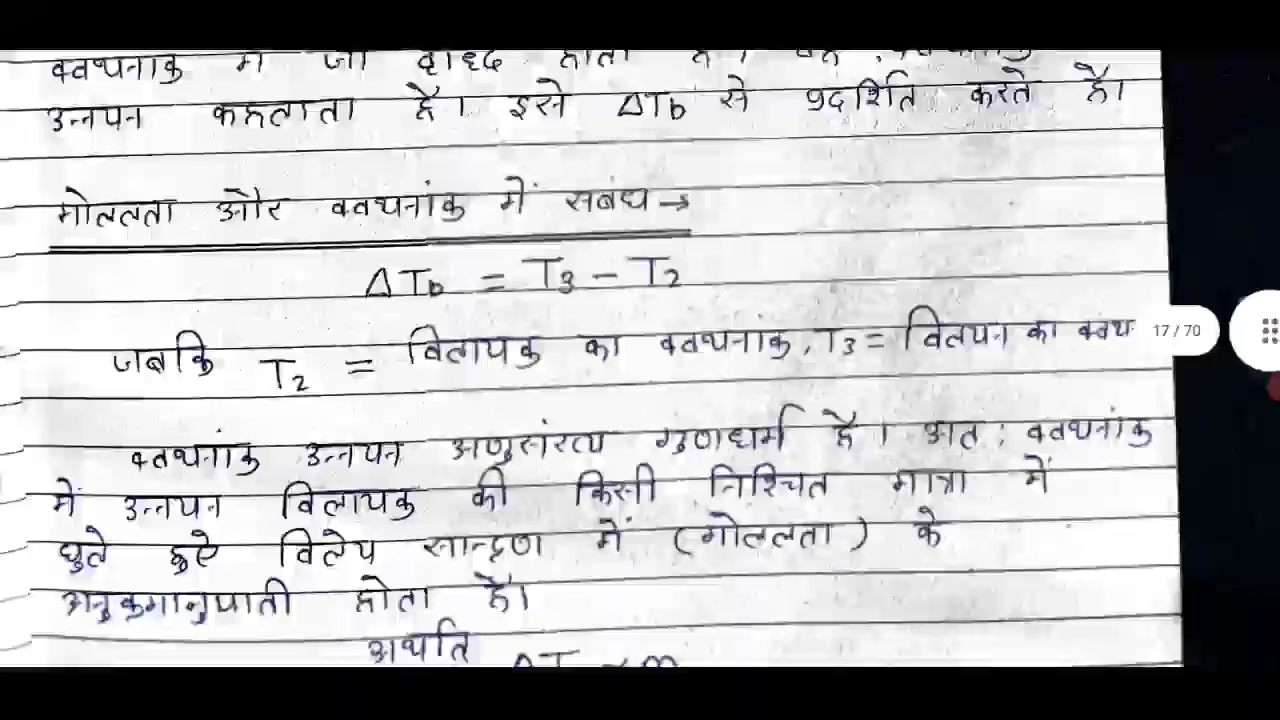 क्वथनांक में जो वृद्धि होता है। वह क्वथनांक
उन्नयन कहलाता है। इसे ΔTb से प्रदर्शित करते है।
मोललता और क्वथनांक में सबंध →
ΔTb = T3 − T2
जबकि T2 = विलायक का क्वथनांक, T3 = विलयन का क्वथ
17 / 70
क्वथनांक उन्नयन अणुसंख्य गुणधर्म है। अत: क्वथनांक
में उन्नयन विलायक की किसी निश्चित मात्रा में
घुले हुए विलेय सान्द्रण में (मोललता) के
अनुक्रमानुपाती होता है।
अर्थात